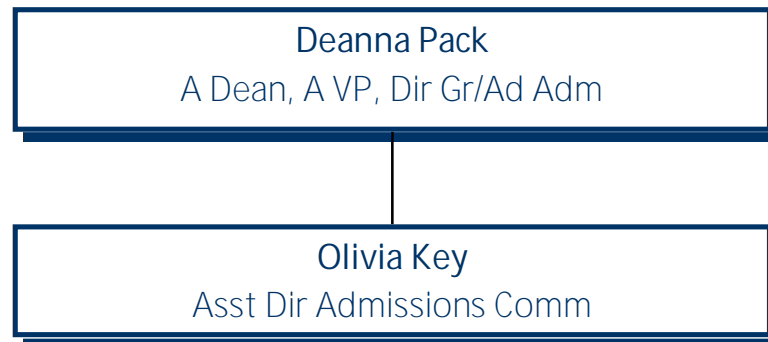 Deanna Pack
A Dean, A VP, Dir Gr/Ad Adm
Olivia Key
Asst Dir Admissions Comm